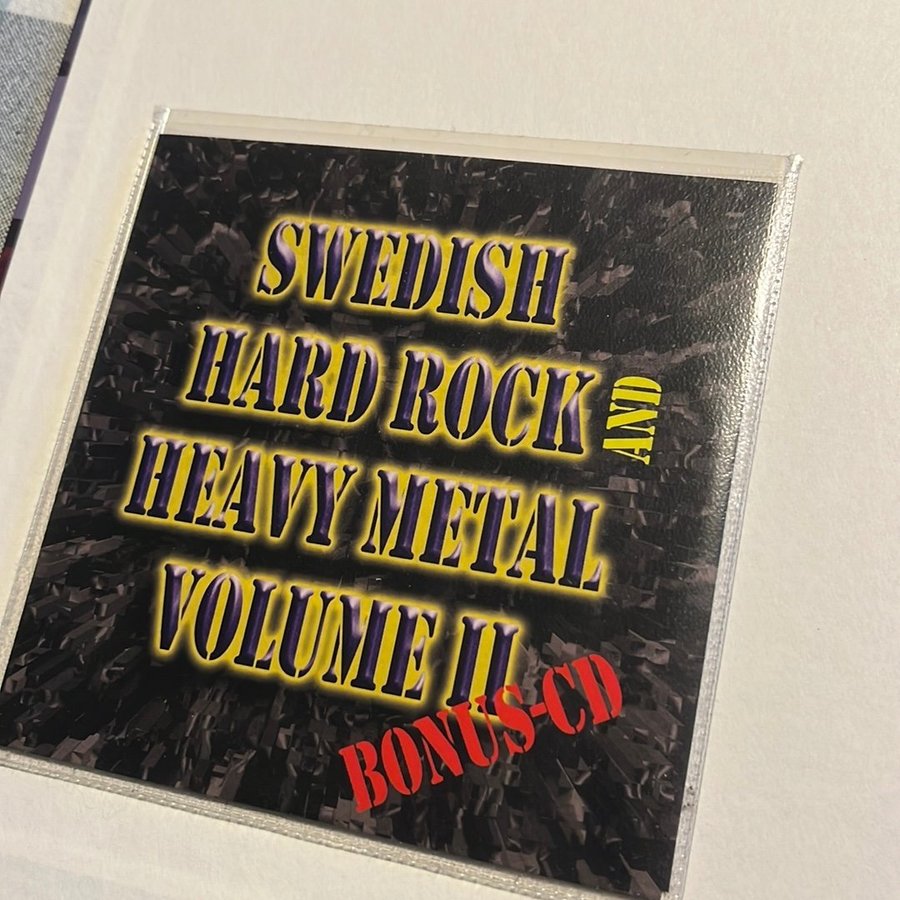 SWEDISH
HARD ROCK AND
HEAVY METAL
VOLUME II
BONUS-CD